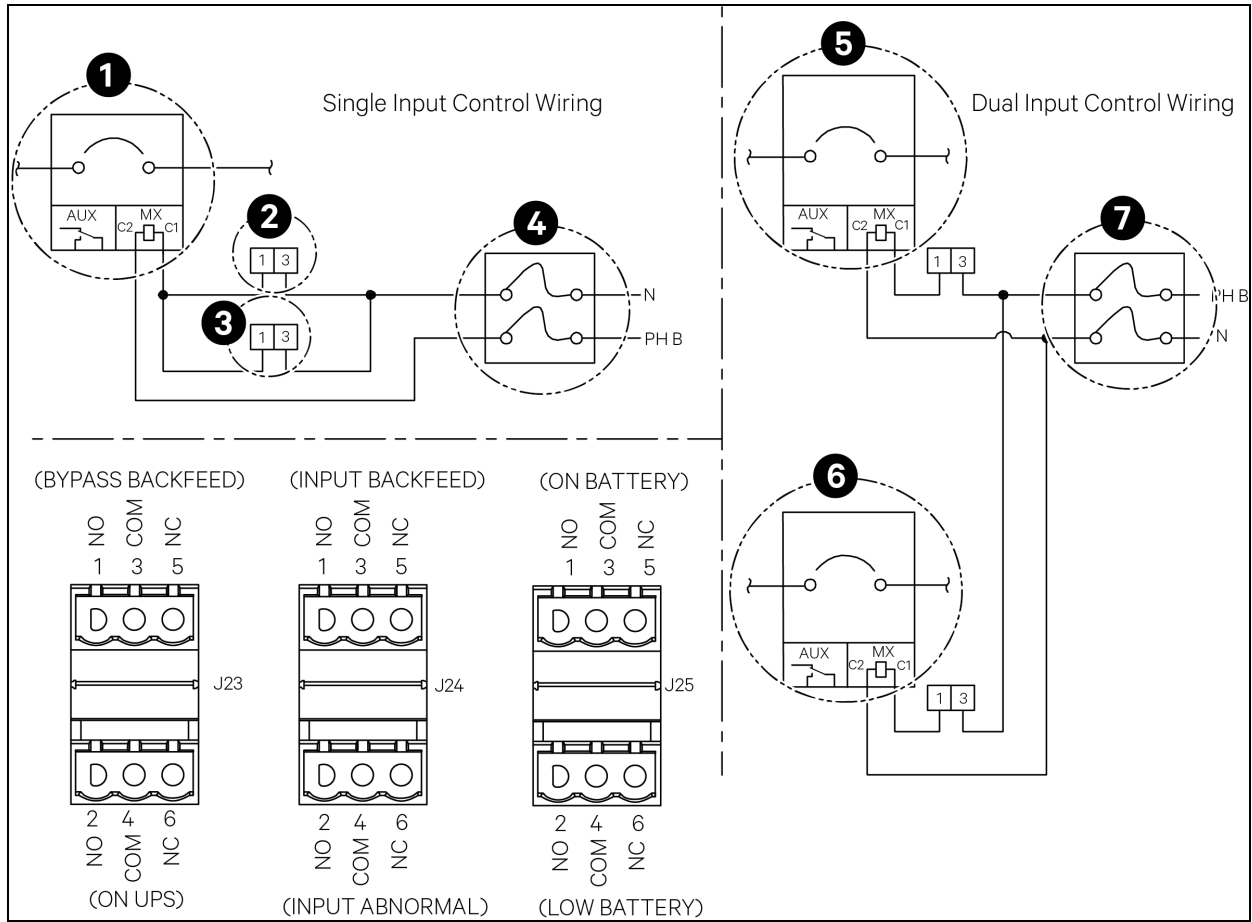 1
Single Input Control Wiring
AUX
MX
C2
C1
2
1 3
3
1 3
4
N
PH B
5
Dual Input Control Wiring
AUX
MX
C2
C1
1 3
7
PH B
N
6
AUX
MX
C2
C1
1 3
(BYPASS BACKFEED)
NO COM NC
1 3 5
J23
2 4 6
NO COM NC
(ON UPS)
(INPUT BACKFEED)
NO COM NC
1 3 5
J24
2 4 6
NO COM NC
(INPUT ABNORMAL)
(ON BATTERY)
NO COM NC
1 3 5
J25
2 4 6
NO COM NC
(LOW BATTERY)